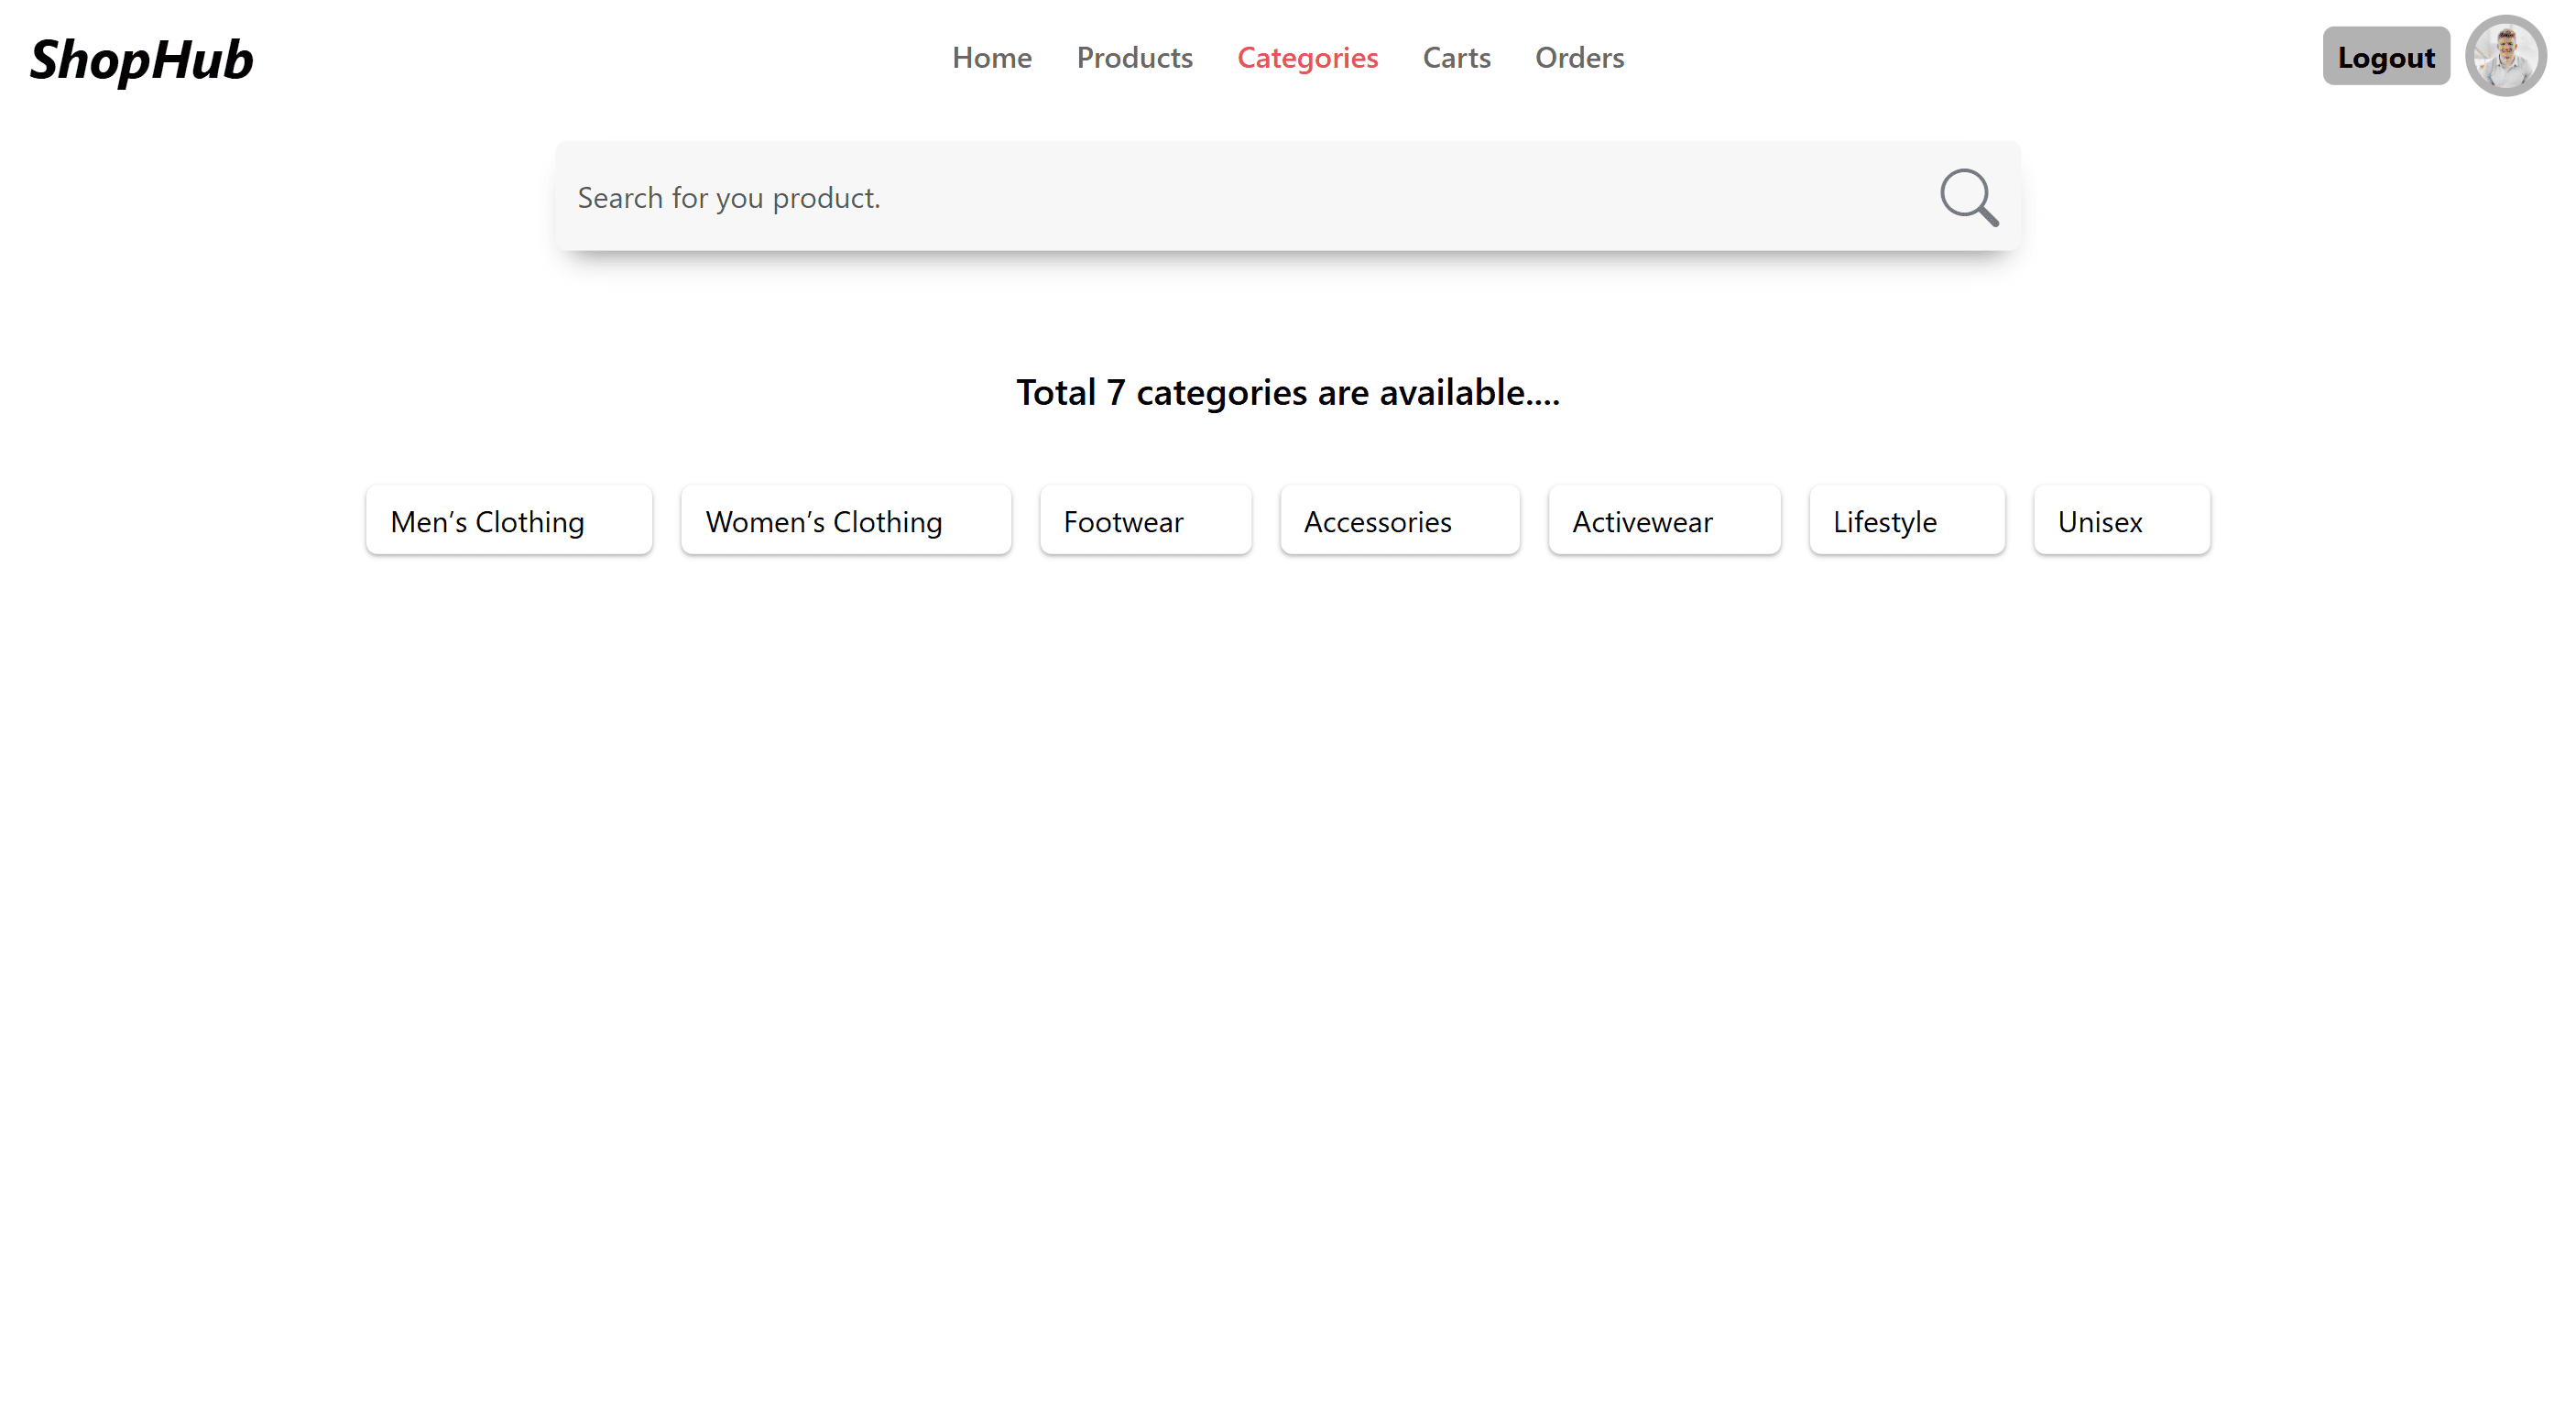 ShopHub
Home Products Categories Carts Orders
Logout
Search for you product.
Total 7 categories are available....
Men’s Clothing Women’s Clothing Footwear Accessories Activewear Lifestyle Unisex